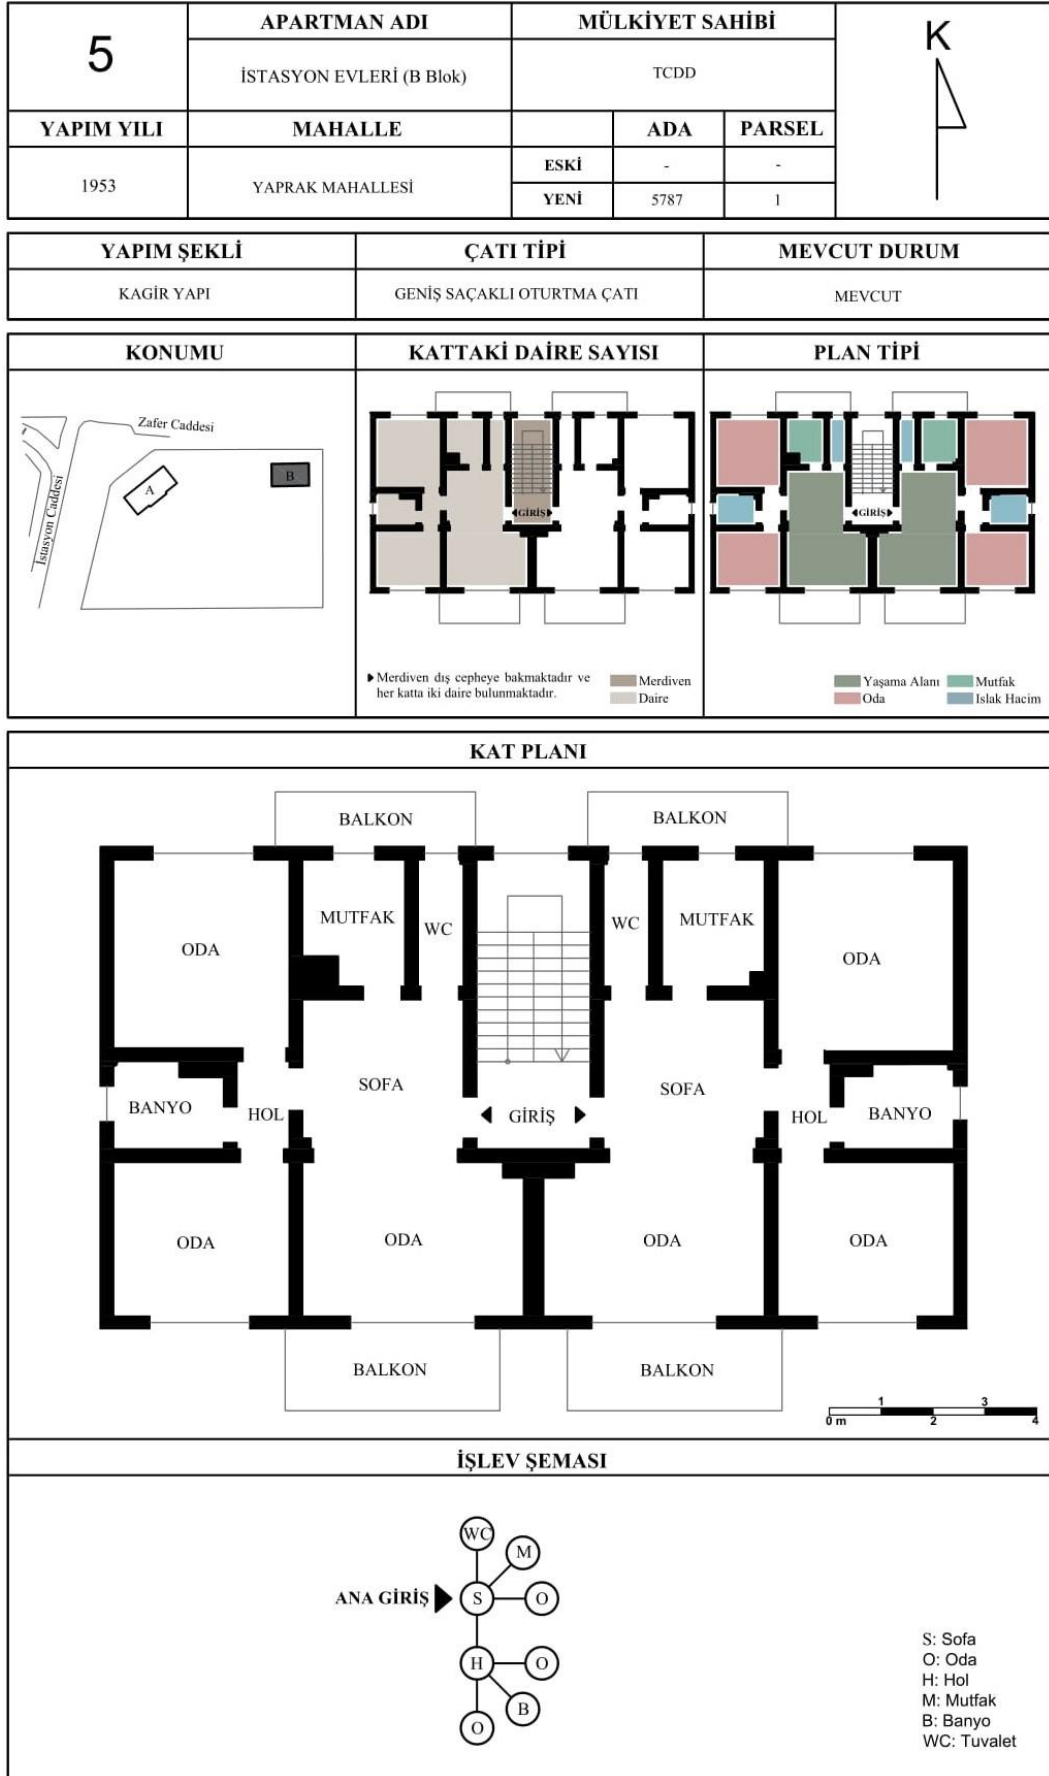 5
APARTMAN ADI
MÜLKİYET SAHİBİ
K
İSTASYON EVLERİ (B Blok)
TCDD
YAPIM YILI
MAHALLE
ADA
PARSEL
1953
YAPRAK MAHALLESİ
ESKİ
-
-
YENİ
5787
1
YAPIM ŞEKLİ
ÇATI TİPİ
MEVCUT DURUM
KAGİR YAPI
GENİŞ SAÇAKLI OTURTMA ÇATI
MEVCUT
KONUMU
KATTAKİ DAİRE SAYISI
PLAN TİPİ
Zafer Caddesi
İstasyon Caddesi
A
B
GİRİŞ
GİRİŞ
Merdiven dış cepheye bakmaktadır ve
her katta iki daire bulunmaktadır.
Merdiven
Daire
Yaşama Alanı
Mutfak
Oda
Islak Hacim
KAT PLANI
BALKON
BALKON
ODA
MUTFAK
WC
WC
MUTFAK
ODA
SOFA
SOFA
BANYO
HOL
GİRİŞ
HOL
BANYO
ODA
ODA
ODA
ODA
BALKON
BALKON
1
3
0 m
2
4
İŞLEV ŞEMASI
WC
M
ANA GİRİŞ
S
O
H
O
B
O
S: Sofa
O: Oda
H: Hol
M: Mutfak
B: Banyo
WC: Tuvalet